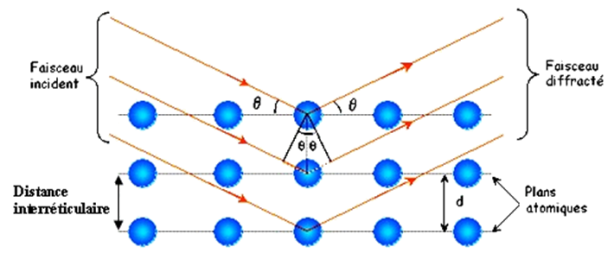 Faisceau
incident
Faisceau
diffracté
θ
θ
θ θ
Distance
interréticulaire
d
Plans
atomiques